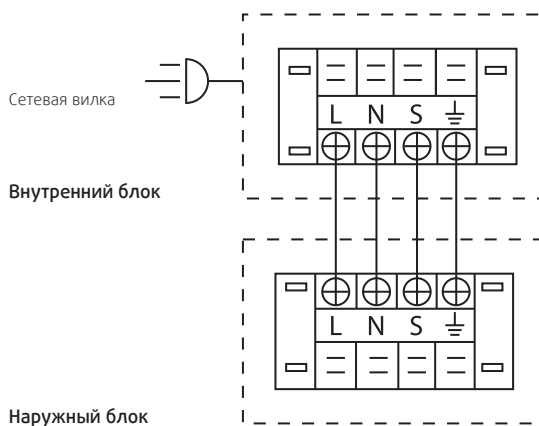 Сетевая вилка
L N S
Внутренний блок
L N S
Наружный блок